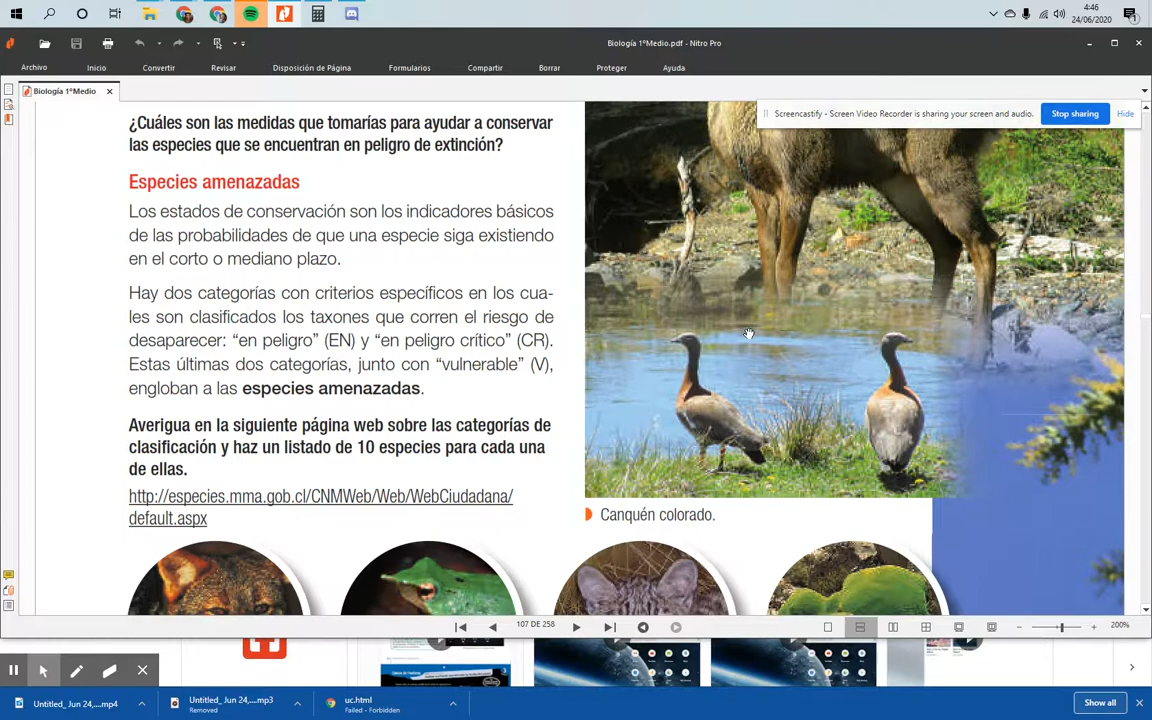 4:46
24/06/2020
1
Biología 1ºMedio.pdf - Nitro Pro
Archivo
Inicio
Convertir
Revisar
Disposición de Página
Formularios
Compartir
Borrar
Proteger
Ayuda
Biología 1ºMedio
Screencastify - Screen Video Recorder is sharing your screen and audio.
Stop sharing
Hide
¿Cuáles son las medidas que tomarías para ayudar a conservar
las especies que se encuentran en peligro de extinción?
Especies amenazadas
Los estados de conservación son los indicadores básicos
de las probabilidades de que una especie siga existiendo
en el corto o mediano plazo.
Hay dos categorías con criterios específicos en los cua-
les son clasificados los taxones que corren el riesgo de
desaparecer: “en peligro” (EN) y “en peligro crítico” (CR).
Estas últimas dos categorías, junto con “vulnerable” (V),
engloban a las especies amenazadas.
Averigua en la siguiente página web sobre las categorías de
clasificación y haz un listado de 10 especies para cada una
de ellas.
http://especies.mma.gob.cl/CNMWeb/Web/WebCiudadana/
default.aspx
Canquén colorado.
107 DE 258
200%
Untitled_ Jun 24,....mp4
Untitled_ Jun 24,....mp3
Removed
uc.html
Failed - Forbidden
Show all